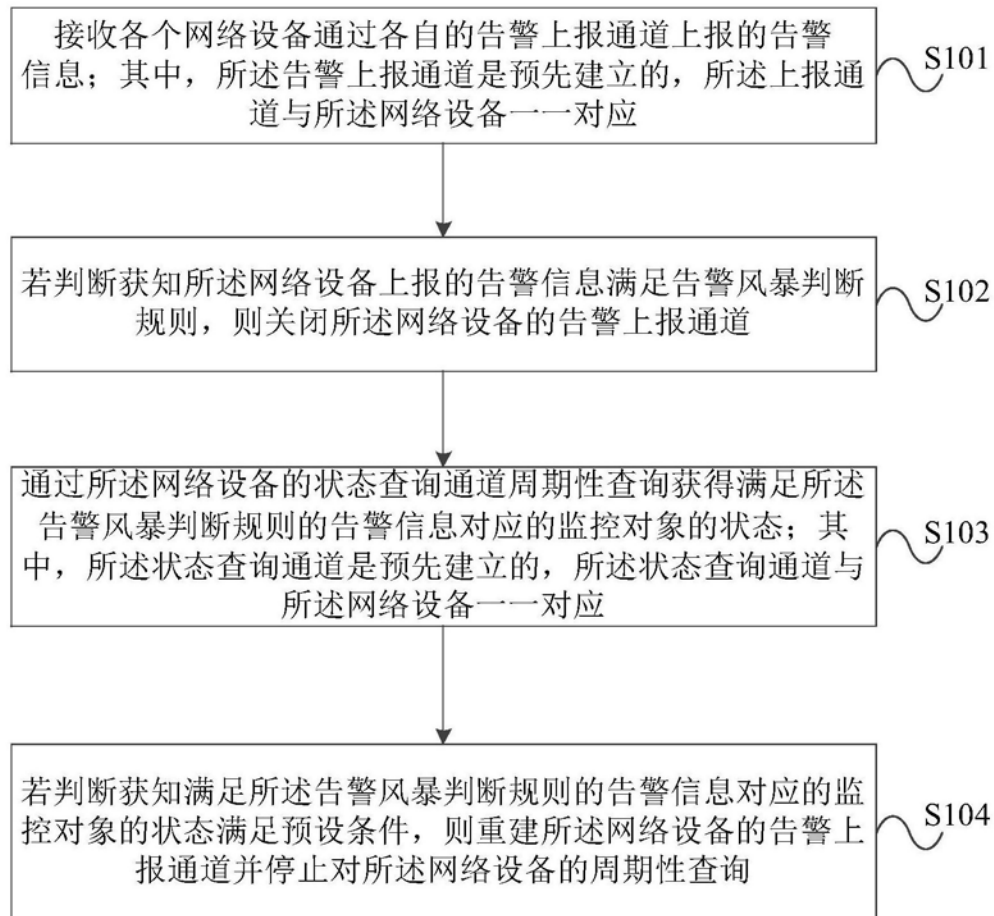 接收各个网络设备通过各自的告警上报通道上报的告警
信息；其中，所述告警上报通道是预先建立的，所述上报通
道与所述网络设备一一对应
S101
若判断获知所述网络设备上报的告警信息满足告警风暴判断
规则，则关闭所述网络设备的告警上报通道
S102
通过所述网络设备的状态查询通道周期性查询获得满足所述
告警风暴判断规则的告警信息对应的监控对象的状态；其
中，所述状态查询通道是预先建立的，所述状态查询通道与
所述网络设备一一对应
S103
若判断获知满足所述告警风暴判断规则的告警信息对应的监
控对象的状态满足预设条件，则重建所述网络设备的告警上
报通道并停止对所述网络设备的周期性查询
S104